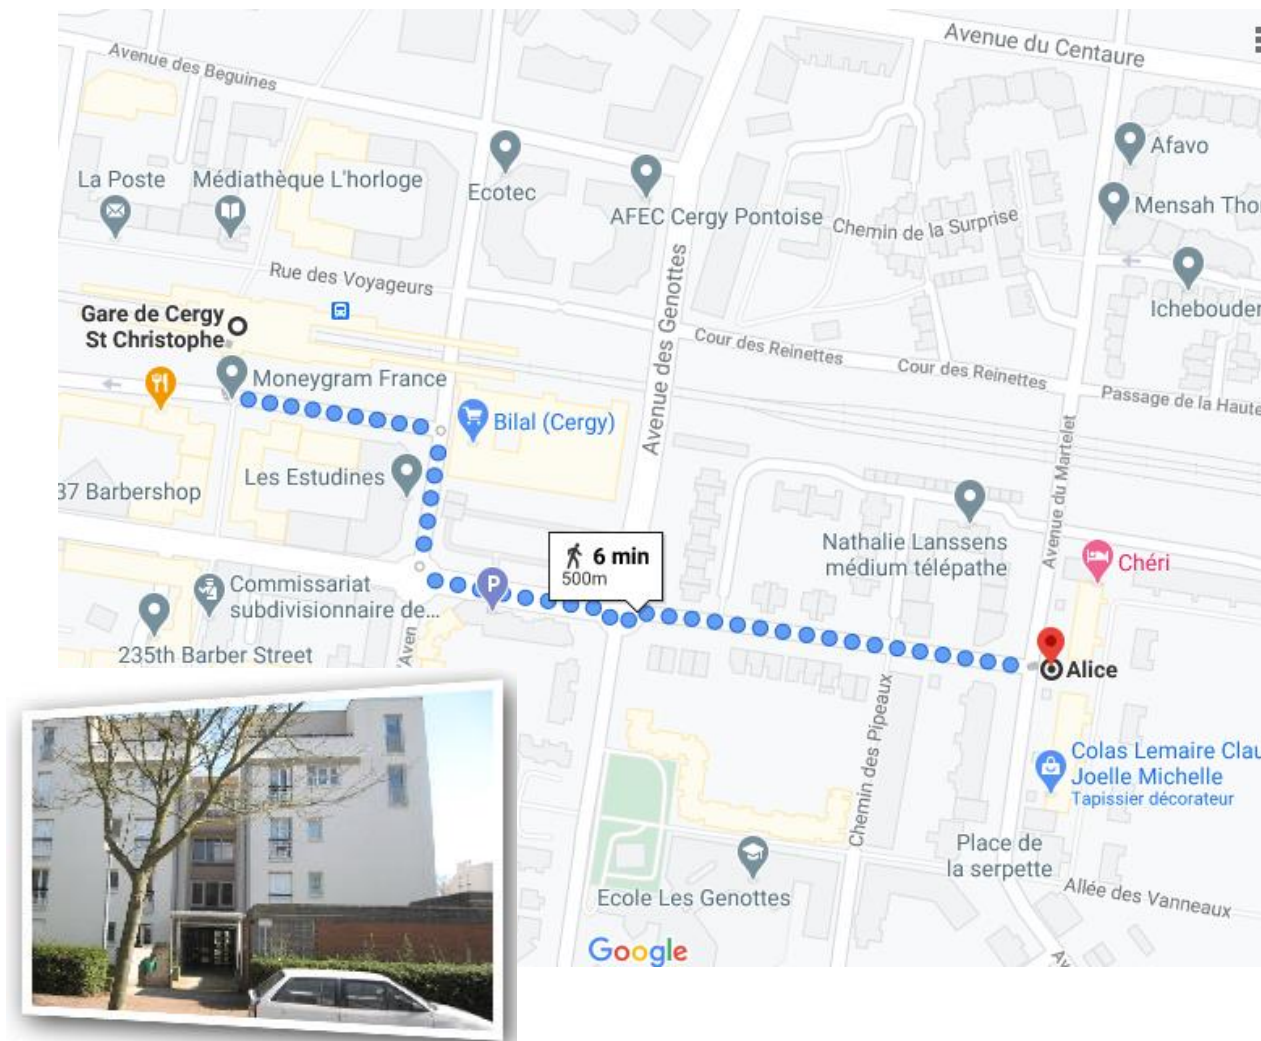 Avenue du Centaure
Avenue des Beguines
Afavo
La Poste
Médiathèque L'horloge
Ecotec
AFEC Cergy Pontoise
Mensah Thor
Chemin de la Surprise
Rue des Voyageurs
Avenue des Genottes
Ichebouder
Gare de Cergy
St Christophe
Cour des Reinettes
Cour des Reinettes
Passage de la Haute
Moneygram France
Bilal (Cergy)
Les Estudines
37 Barbershop
Avenue du Martelet
Nathalie Lanssens
médium télépathe
Chéri
6 min
500m
P
Commissariat
subdivisionnaire de...
235th Barber Street
l'Aven
Alice
Chemin des Pipeaux
Colas Lemaire Clau
Joelle Michelle
Tapissier décorateur
Place de
la serpette
Ecole Les Genottes
Allée des Vanneaux
Av
Google